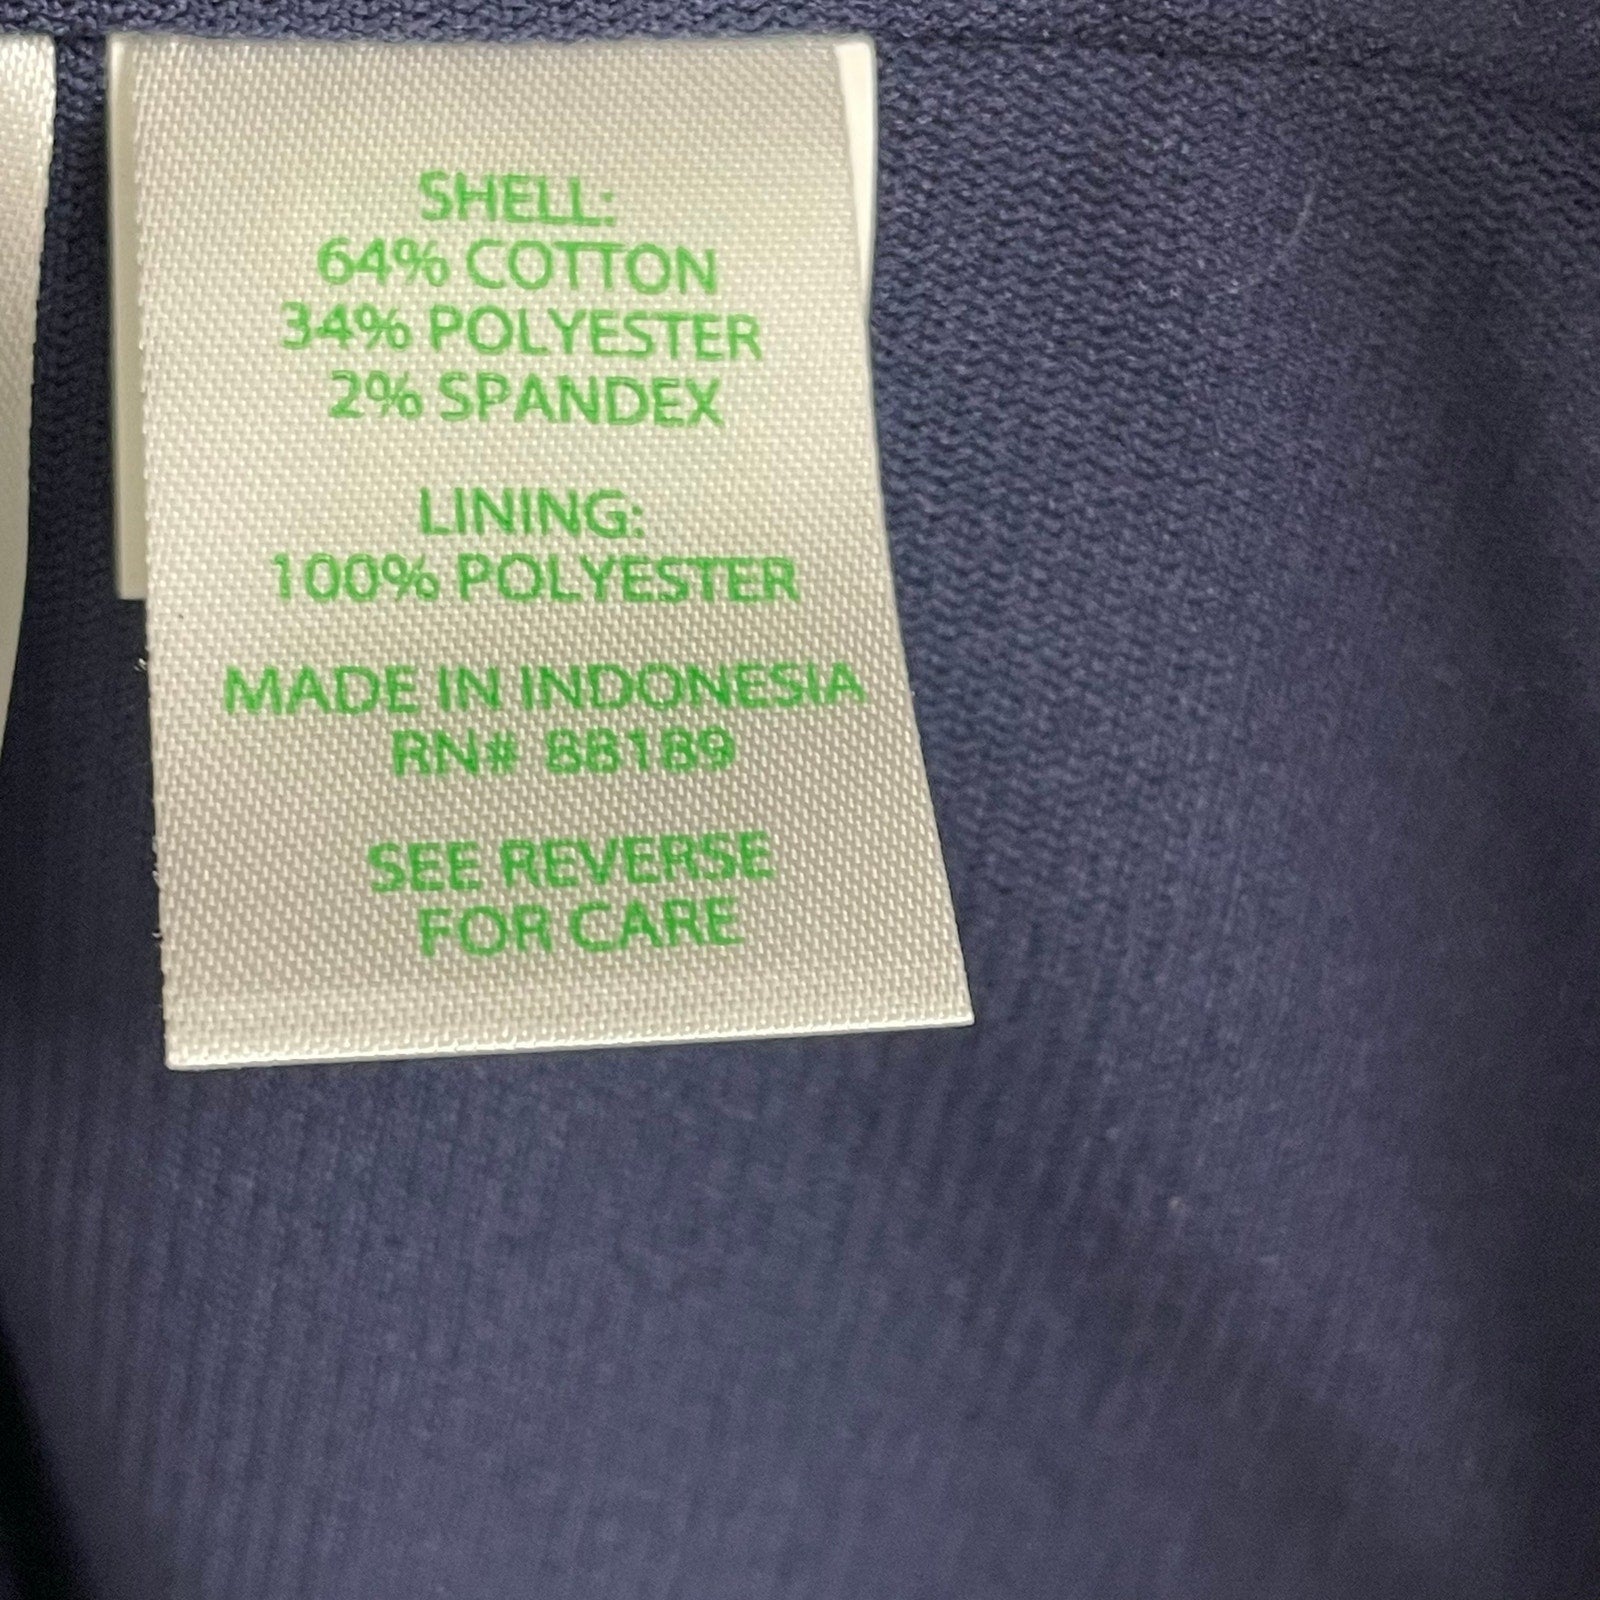 SHELL:
64% COTTON
34% POLYESTER
2% SPANDEX
LINING:
100% POLYESTER
MADE IN INDONESIA
RN# 88189
SEE REVERSE
FOR CARE